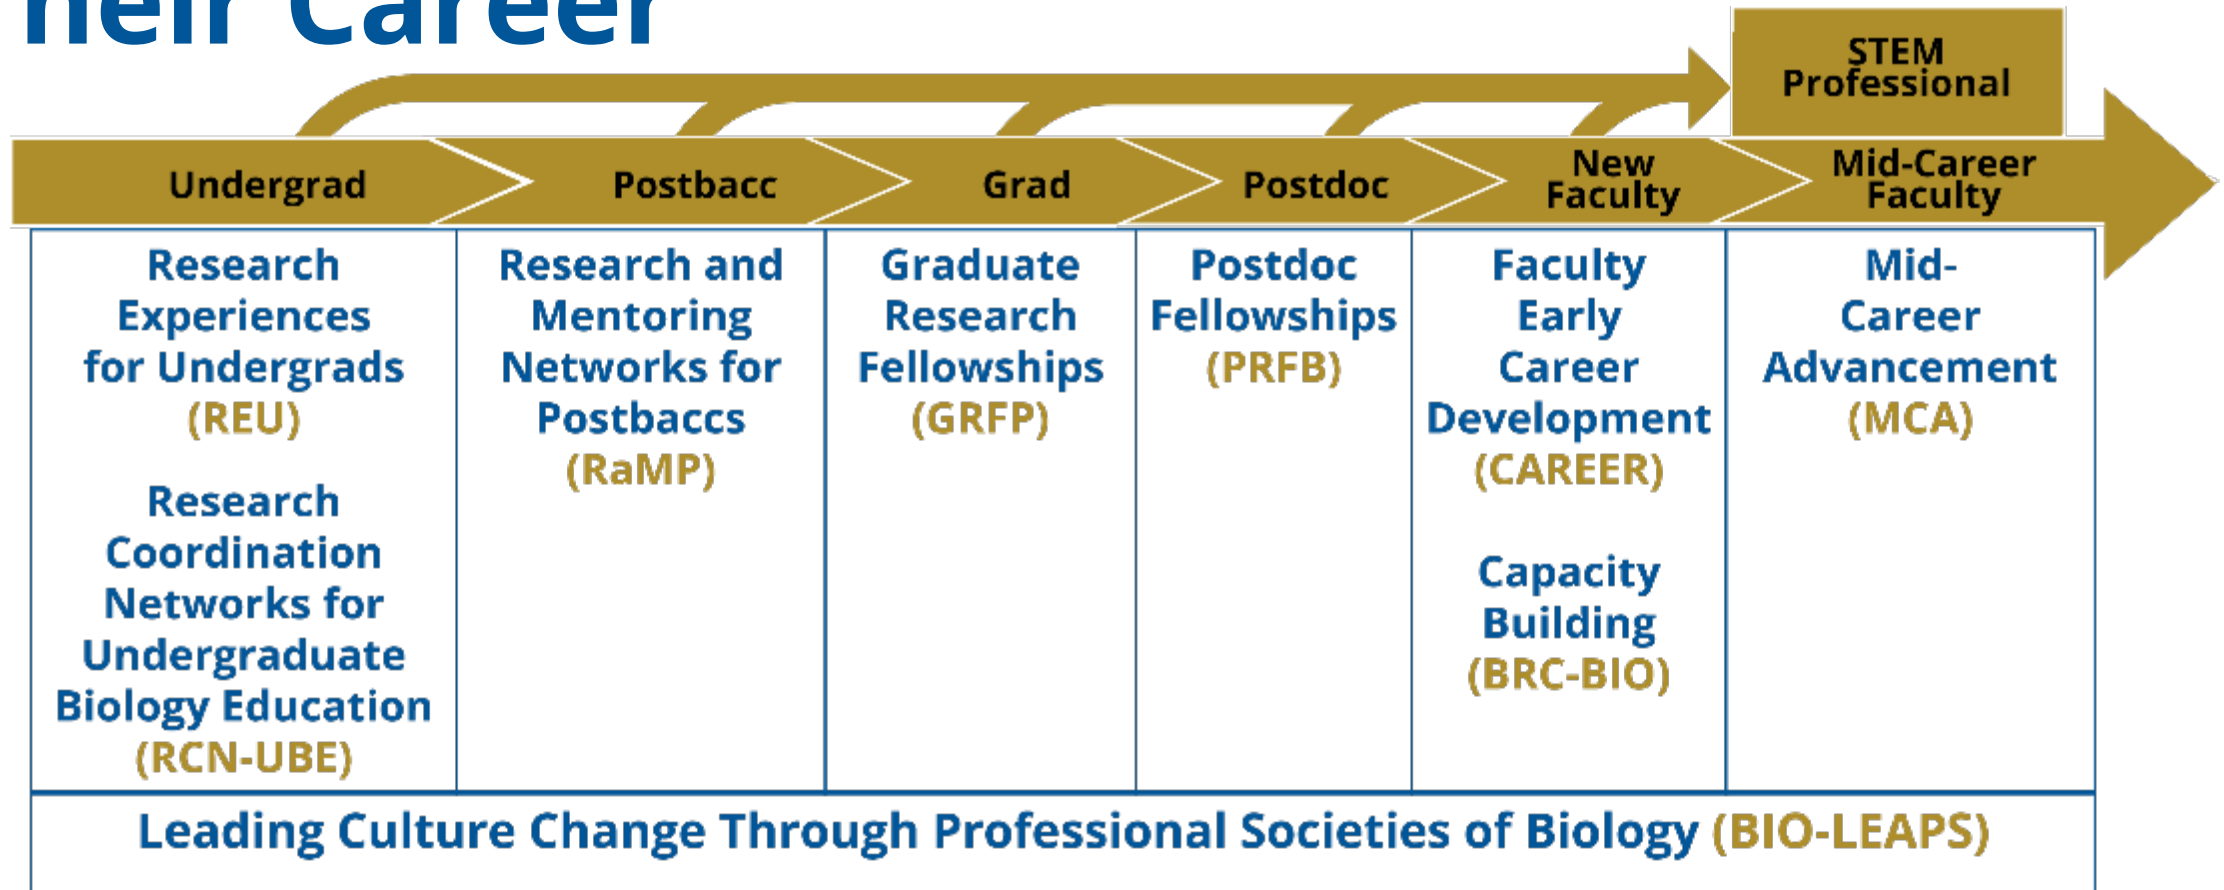 heir Career
STEM
Professional
Undergrad
Postbacc
Grad
Postdoc
New
Faculty
Mid-Career
Faculty
Research
Experiences
for Undergrads
(REU)
Research
Coordination
Networks for
Undergraduate
Biology Education
(RCN-UBE)
Research and
Mentoring
Networks for
Postbaccs
(RaMP)
Graduate
Research
Fellowships
(GRFP)
Postdoc
Fellowships
(PRFB)
Faculty
Early
Career
Development
(CAREER)
Capacity
Building
(BRC-BIO)
Mid-
Career
Advancement
(MCA)
Leading Culture Change Through Professional Societies of Biology (BIO-LEAPS)